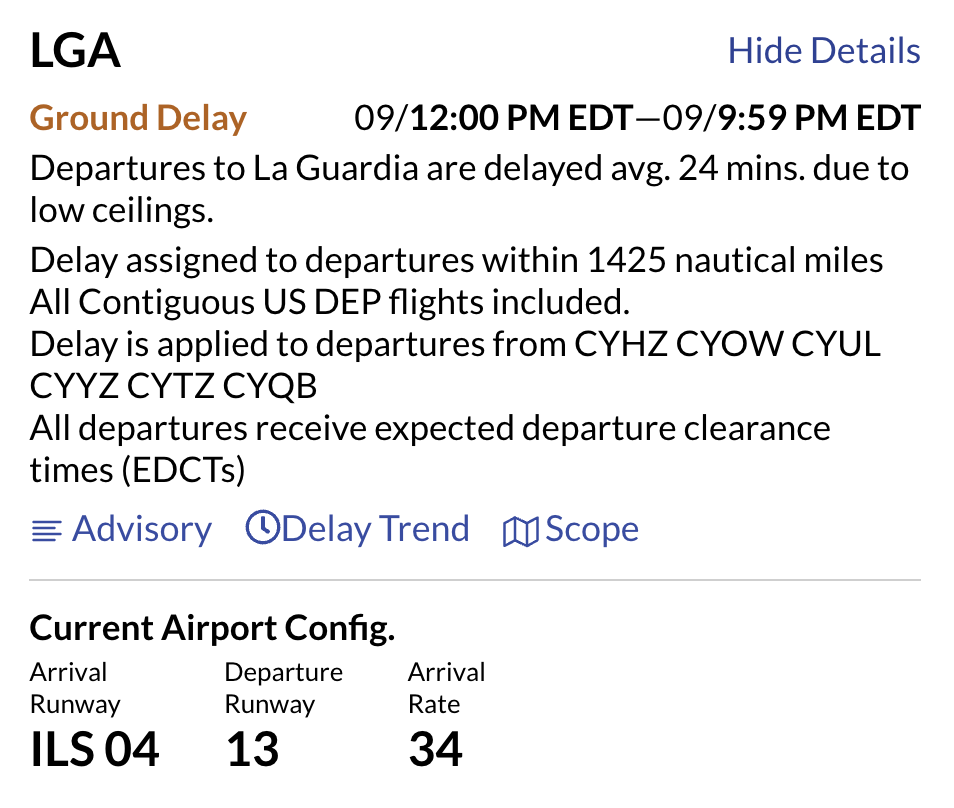 LGA Hide Details
Ground Delay 09/12:00 PM EDT—09/9:59 PM EDT
Departures to La Guardia are delayed avg. 24 mins. due to
low ceilings.
Delay assigned to departures within 1425 nautical miles
All Contiguous US DEP flights included.
Delay is applied to departures from CYHZ CYOW CYUL
CYYZ CYTZ CYQB
All departures receive expected departure clearance
times (EDCTs)
Advisory Delay Trend Scope
Current Airport Config.
Arrival Departure Arrival
Runway Runway Rate
ILS 04 13 34